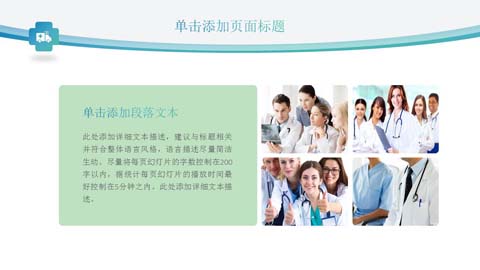 单击添加页面标题
单击添加段落文本
此处添加详细文本描述，建议与标题相关
并符合整体语言风格，语言描述尽量简洁
生动。尽量将每页幻灯片的字数控制在200
字以内，据统计每页幻灯片的播放时间最
好控制在5分钟之内。此处添加详细文本描
述。